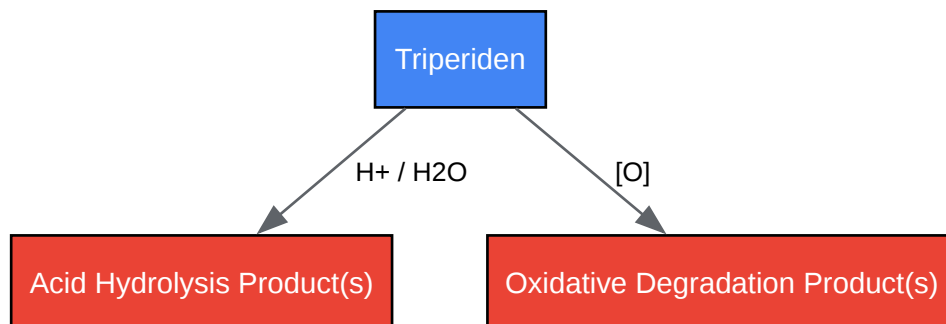 Triperiden
H+ / H2O
[O]
Acid Hydrolysis Product(s)
Oxidative Degradation Product(s)